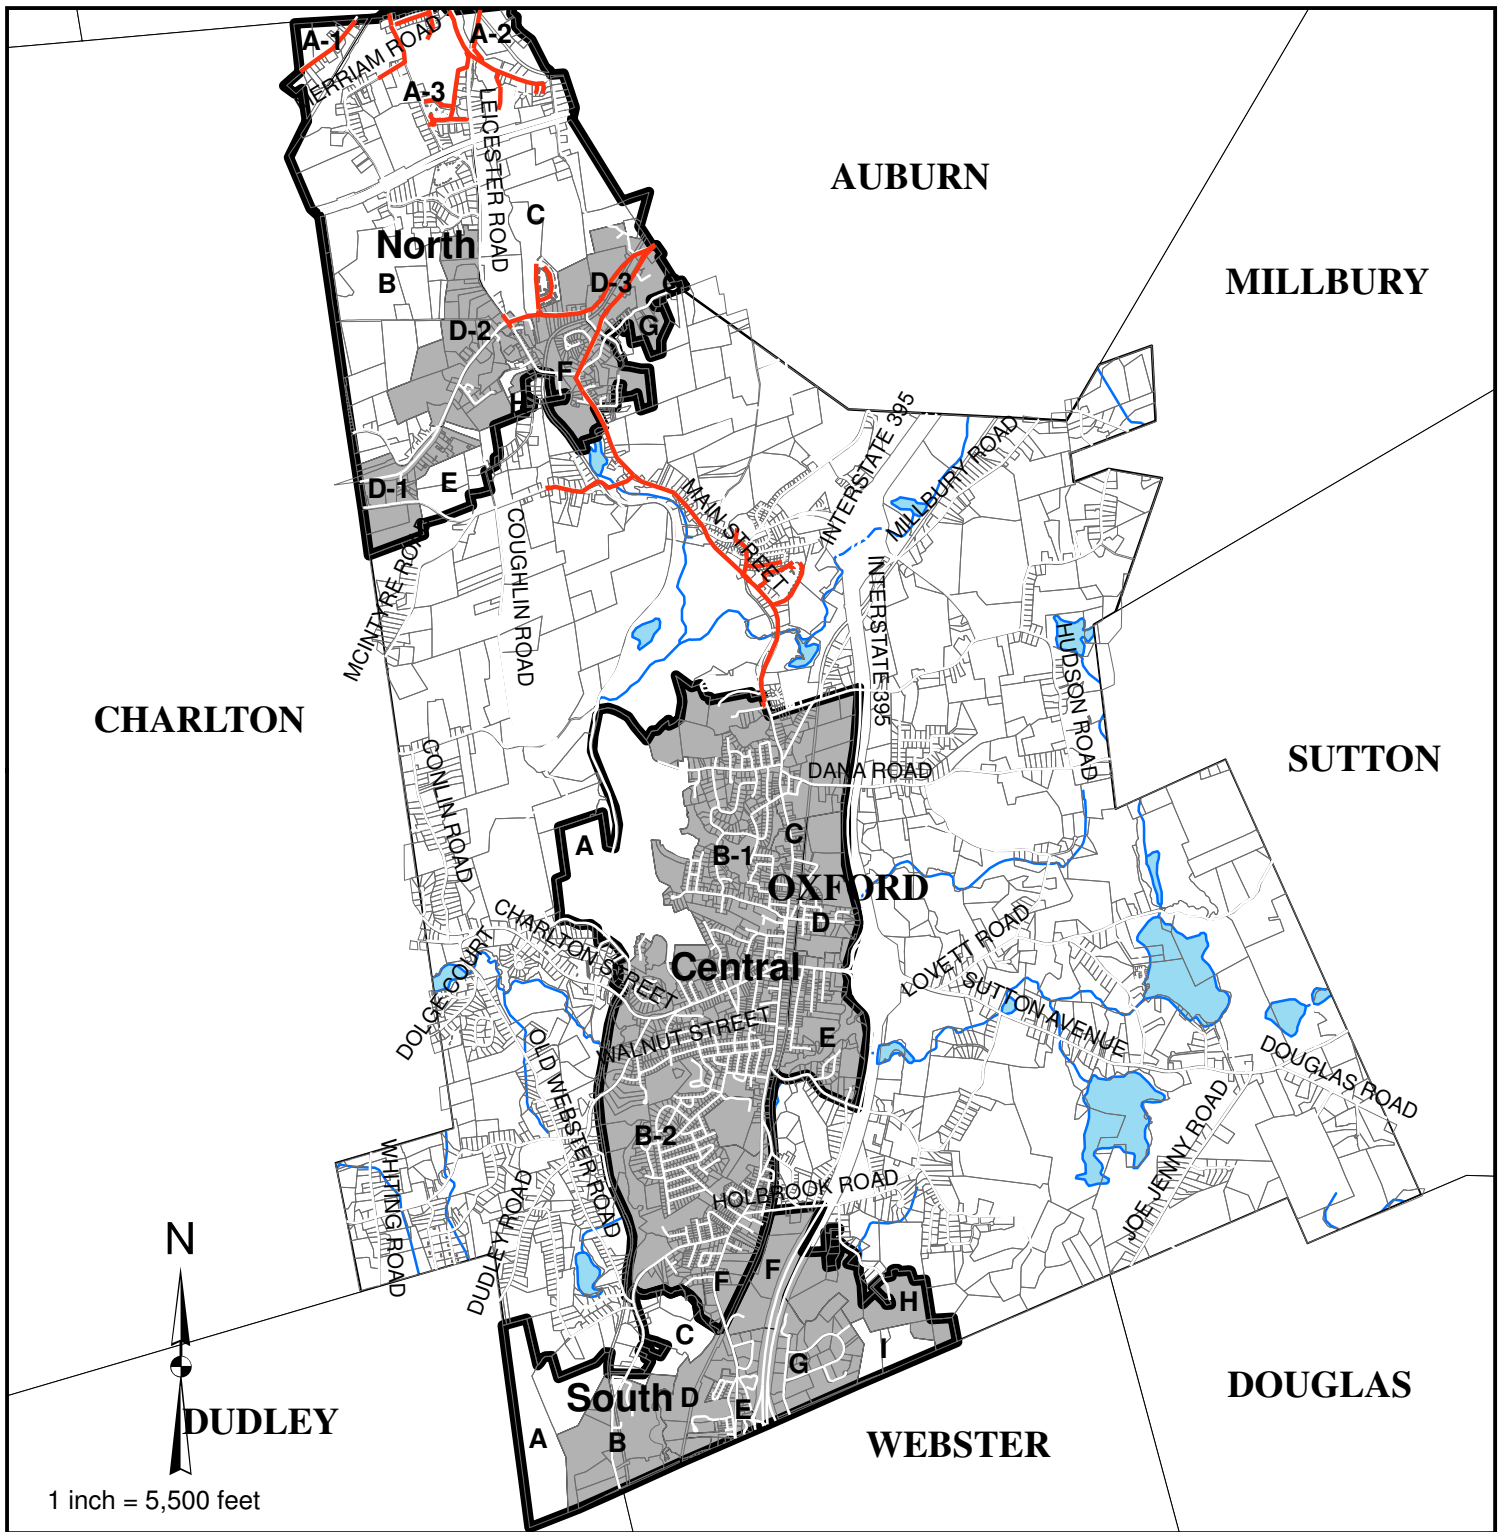 A-1
A-2
MERRIAM ROAD
A-3
LEICESTER ROAD
AUBURN
C
North
B
D-3
G
MILLBURY
G
D-2
F
H
INTERSTATE 395
MILLBURY ROAD
D-1
E
MAIN STREET
COUGHLIN ROAD
MCINTYRE ROAD
INTERSTATE 395
HUDSON ROAD
CHARLTON
SUTTON
CONLIN ROAD
DANA ROAD
A
C
B-1
OXFORD
D
CHARLTON STREET
LOVETT ROAD
DOLGE COURT
Central
SUTTON AVENUE
WALNUT STREET
E
OLD WEBSTER ROAD
DOUGLAS ROAD
B-2
JOE JENNY ROAD
WHITING ROAD
HOLBROOK ROAD
DUDLEY ROAD
N
F
F
H
C
I
G
South
D
E
DOUGLAS
DUDLEY
A
B
WEBSTER
1 inch = 5,500 feet